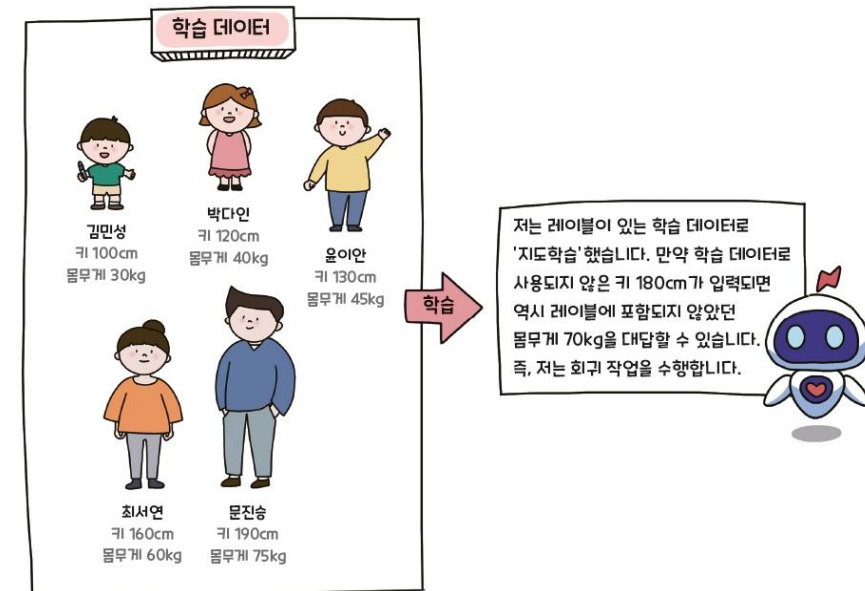 학습 데이터
김민성
키 100cm
몸무게 30kg
박다인
키 120cm
몸무게 40kg
윤이안
키 130cm
몸무게 45kg
최서연
키 160cm
몸무게 60kg
문진승
키 190cm
몸무게 75kg
학습
저는 레이블이 있는 학습 데이터로
'지도학습'했습니다. 만약 학습 데이터로
사용되지 않은 키 180cm가 입력되면
역시 레이블에 포함되지 않았던
몸무게 70kg을 대답할 수 있습니다.
즉, 저는 회귀 작업을 수행합니다.